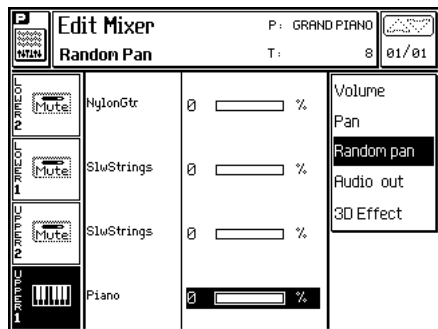 P
Edit Mixer
P: GRAND PIANO
Random Pan
T: 8
01/01
LOWER 2
Mute
NylonGtr
0 %
LOWER 1
Mute
SlwStrings
0 %
UPPER 2
Mute
SlwStrings
0 %
UPPER 1
Piano
0 %
Volume
Pan
Random pan
Audio out
3D Effect